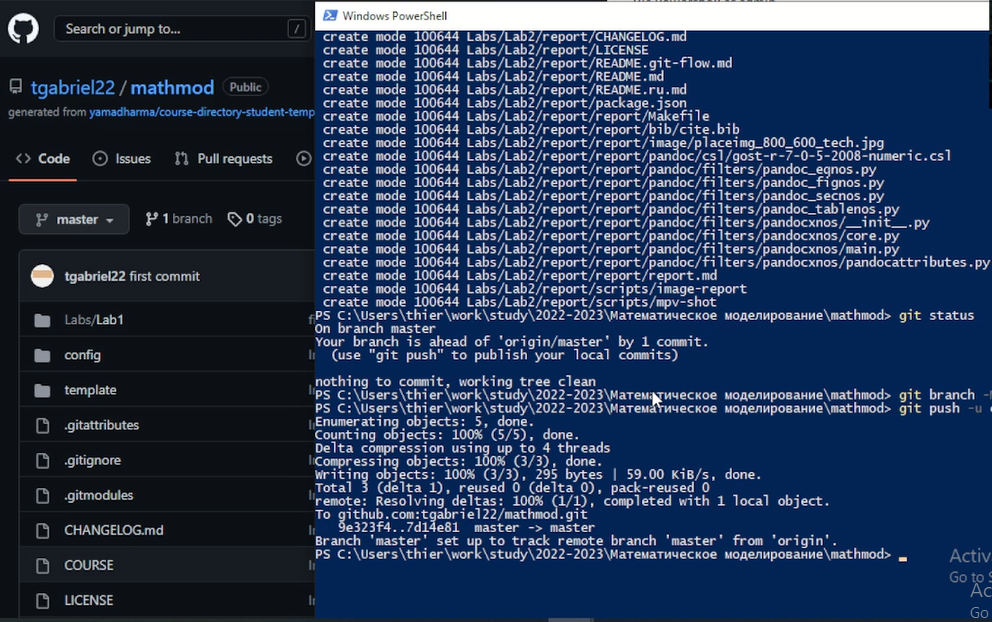 Search or jump to... /
tgabriel22 / mathmod Public
generated from yamadharma/course-directory-student-temp
Code Issues Pull requests
master 1 branch 0 tags
tgabriel22 first commit
Labs/Lab1
config
template
.gitattributes
.gitignore
.gitmodules
CHANGELOG.md
COURSE
LICENSE
Windows PowerShell
create mode 100644 Labs/Lab2/report/CHANGELOG.md
create mode 100644 Labs/Lab2/report/LICENSE
create mode 100644 Labs/Lab2/report/README.git-flow.md
create mode 100644 Labs/Lab2/report/README.md
create mode 100644 Labs/Lab2/report/README.ru.md
create mode 100644 Labs/Lab2/report/package.json
create mode 100644 Labs/Lab2/report/report/Makefile
create mode 100644 Labs/Lab2/report/report/bib/cite.bib
create mode 100644 Labs/Lab2/report/report/image/placeimg_800_600_tech.jpg
create mode 100644 Labs/Lab2/report/report/pandoc/csl/gost-r-7-0-5-2008-numeric.csl
create mode 100644 Labs/Lab2/report/report/pandoc/filters/pandoc_eqnos.py
create mode 100644 Labs/Lab2/report/report/pandoc/filters/pandoc_fignos.py
create mode 100644 Labs/Lab2/report/report/pandoc/filters/pandoc_secnos.py
create mode 100644 Labs/Lab2/report/report/pandoc/filters/pandoc_tablenos.py
create mode 100644 Labs/Lab2/report/report/pandoc/filters/pandocxnos/__init__.py
create mode 100644 Labs/Lab2/report/report/pandoc/filters/pandocxnos/core.py
create mode 100644 Labs/Lab2/report/report/pandoc/filters/pandocxnos/main.py
create mode 100644 Labs/Lab2/report/report/pandoc/filters/pandocxnos/pandocattributes.py
create mode 100644 Labs/Lab2/report/report/report.md
create mode 100644 Labs/Lab2/report/scripts/image-report
create mode 100644 Labs/Lab2/report/scripts/mpv-shot
PS C:\Users\thier\work\study\2022-2023\Математическое моделирование\mathmod> git status
On branch master
Your branch is ahead of 'origin/master' by 1 commit.
(use "git push" to publish your local commits)
nothing to commit, working tree clean
PS C:\Users\thier\work\study\2022-2023\Математическое моделирование\mathmod> git branch
PS C:\Users\thier\work\study\2022-2023\Математическое моделирование\mathmod> git push -u
Enumerating objects: 5, done.
Counting objects: 100% (5/5), done.
Delta compression using up to 4 threads
Compressing objects: 100% (3/3), done.
Writing objects: 100% (3/3), 295 bytes | 59.00 KiB/s, done.
Total 3 (delta 1), reused 0 (delta 0), pack-reused 0
remote: Resolving deltas: 100% (1/1), completed with 1 local object.
To github.com:tgabriel22/mathmod.git
9e323f4..7d14e81 master -> master
Branch 'master' set up to track remote branch 'master' from 'origin'.
PS C:\Users\thier\work\study\2022-2023\Математическое моделирование\mathmod>
Activ
Go to S
Ac
Go